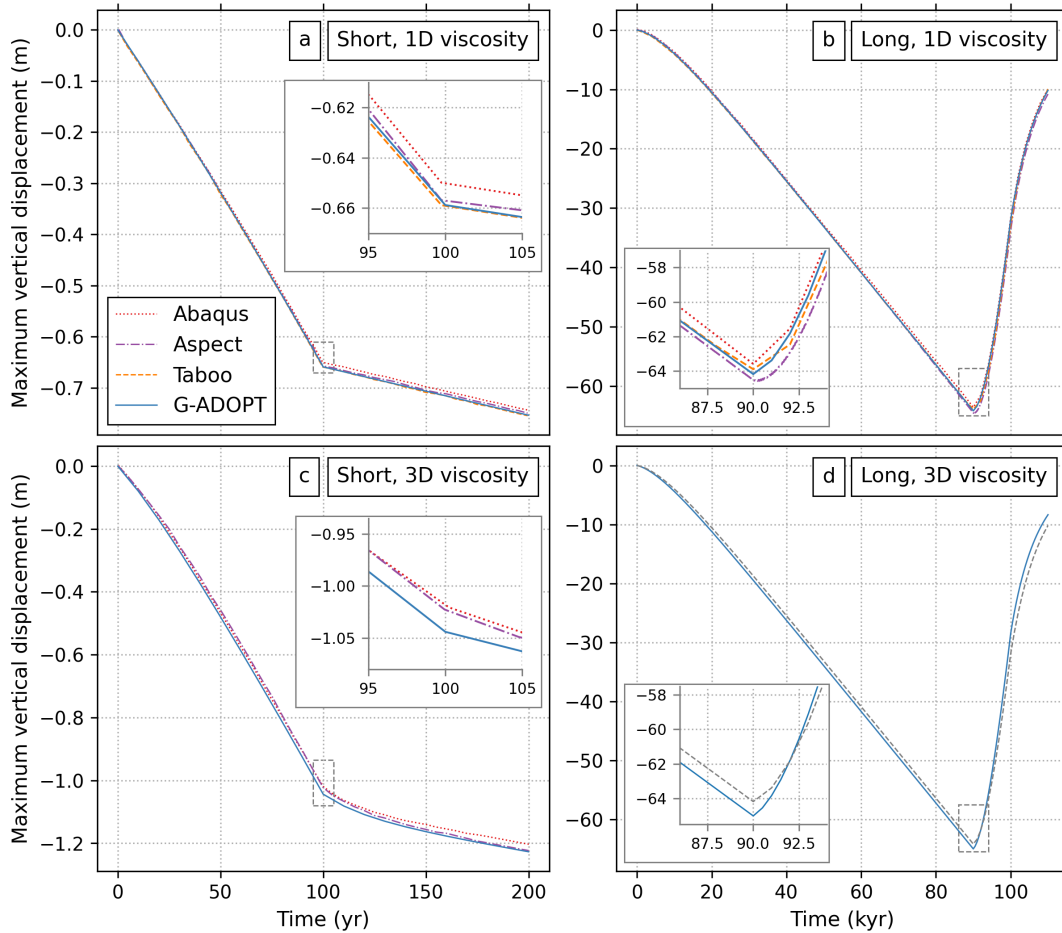 a Short, 1D viscosity
Maximum vertical displacement (m)
0.0
−0.1
−0.2
−0.3
−0.4
−0.5
−0.6
−0.7
−0.62
−0.64
−0.66
95 100 105
Abaqus
Aspect
Taboo
G-ADOPT
b Long, 1D viscosity
0
−10
−20
−30
−40
−50
−60
−58
−60
−62
−64
87.5 90.0 92.5
c Short, 3D viscosity
Maximum vertical displacement (m)
0.0
−0.2
−0.4
−0.6
−0.8
−1.0
−1.2
−0.95
−1.00
−1.05
95 100 105
0 50 100 150 200
Time (yr)
d Long, 3D viscosity
0
−10
−20
−30
−40
−50
−60
−58
−60
−62
−64
87.5 90.0 92.5
0 20 40 60 80 100
Time (kyr)